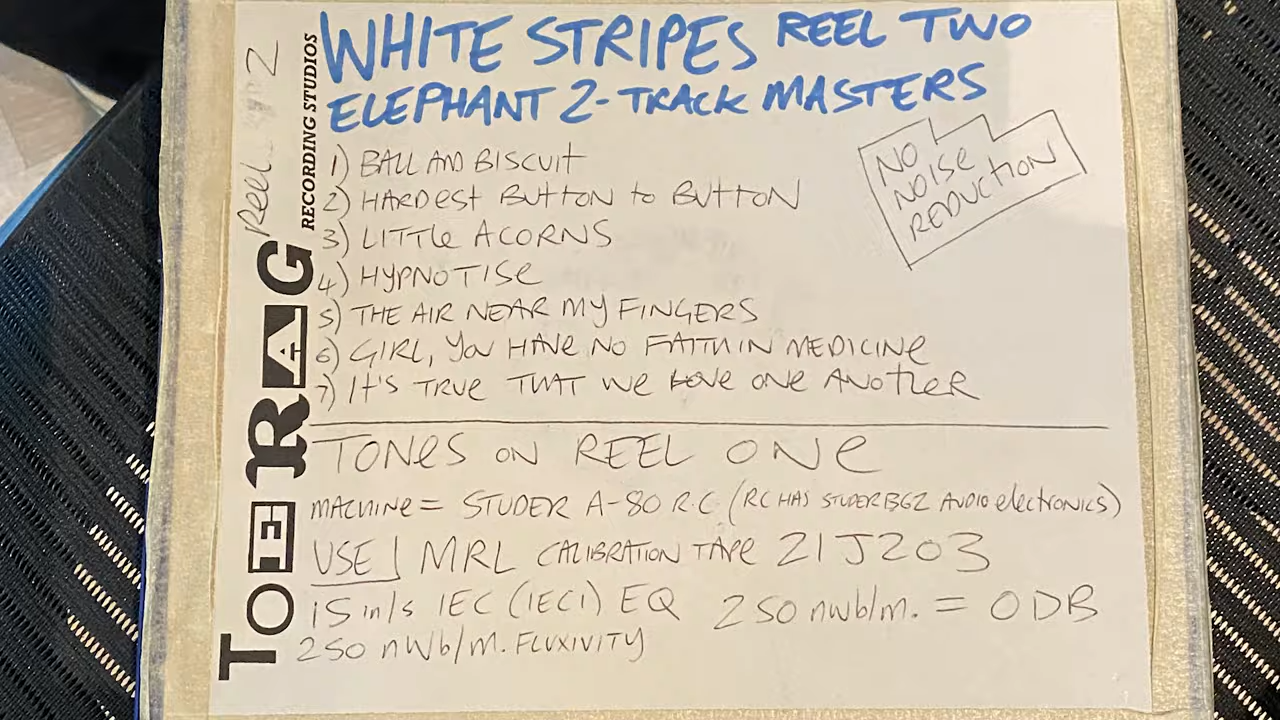 WHITE STRIPES REEL TWO
ELEPHANT 2-TRACK MASTERS
1) BALL AND BISCUIT
2) HARDEST BUTTON to BUTTON
3) LITTLE ACORNS
4) HYPNOTISE
5) THE AIR NEAR MY FINGERS
6) GIRL, YOU HAVE NO FAITH IN MEDICINE
7) IT'S TRUE THAT WE LOVE ONE ANOTHER
NO
NOISE
REDUCTION
TONES ON REEL ONE
MACHINE = STUDER A-80 R.C. (RC HAS STUDER B62 AUDIO electronics)
USE MRL CALIBRATION TAPE 21J203
15 in/s IEC (IEC1) EQ 250 nWb/m. = 0DB
250 nWb/m. FLUXIVITY
TOE RAG
RECORDING STUDIOS
Reel 2